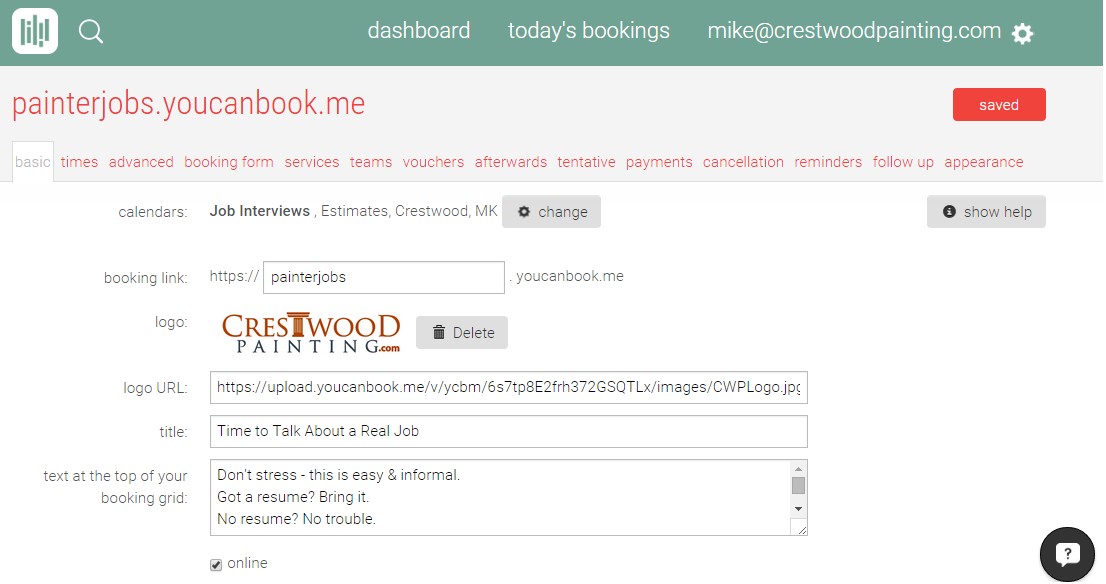 dashboard today's bookings mike@crestwoodpainting.com
painterjobs.youcanbook.me saved
basic times advanced booking form services teams vouchers afterwards tentative payments cancellation reminders follow up appearance
calendars: Job Interviews , Estimates, Crestwood, MK change show help
booking link: https:// painterjobs . youcanbook.me
logo: CRESTWOOD
PAINTING.com Delete
logo URL: https://upload.youcanbook.me/v/ycbm/6s7tp8E2frh372GSQTLx/images/CWPLogo.jpg
title: Time to Talk About a Real Job
text at the top of your Don't stress - this is easy & informal.
booking grid: Got a resume? Bring it.
No resume? No trouble.
online